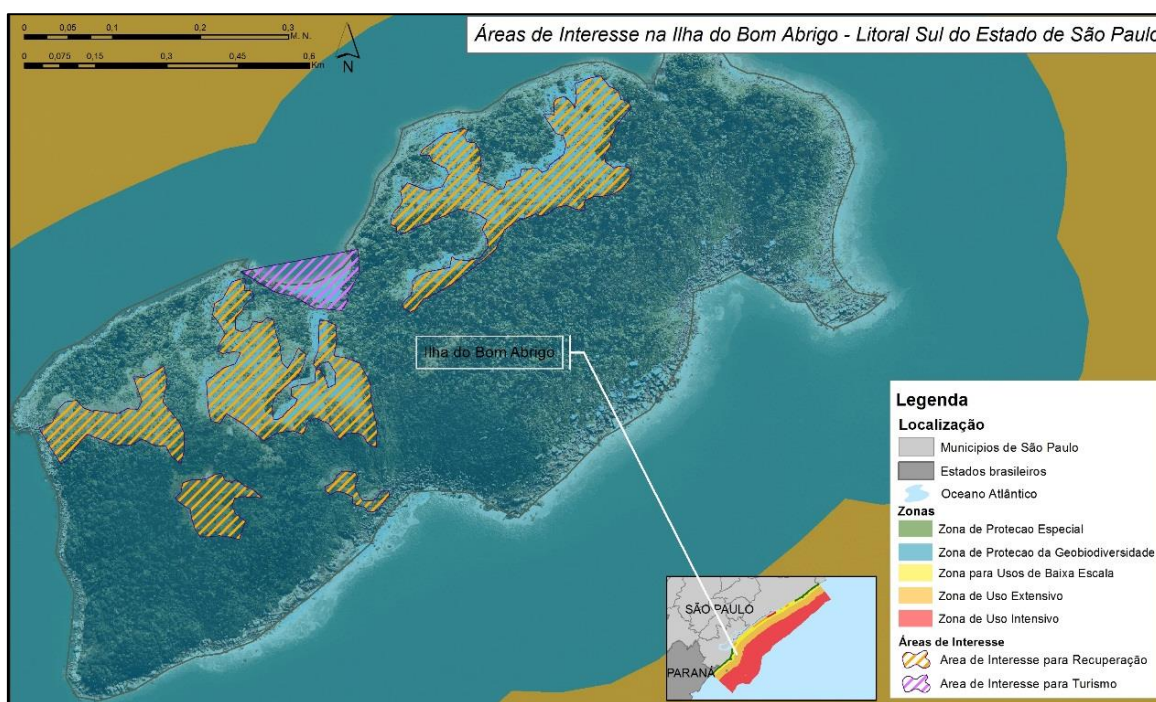 Áreas de Interesse na Ilha do Bom Abrigo - Litoral Sul do Estado de São Paulo
0 0,05 0,1 0,2 0,3
M. N.
0 0,075 0,15 0,3 0,45 0,6
Km
N
Ilha do Bom Abrigo
Legenda
Localização
Municipios de São Paulo
Estados brasileiros
Oceano Atlântico
Zonas
Zona de Protecao Especial
Zona de Protecao da Geobiodiversidade
Zona para Usos de Baixa Escala
Zona de Uso Extensivo
Zona de Uso Intensivo
Áreas de Interesse
Area de Interesse para Recuperação
Area de Interesse para Turismo
SÃO PAULO
PARANÁ